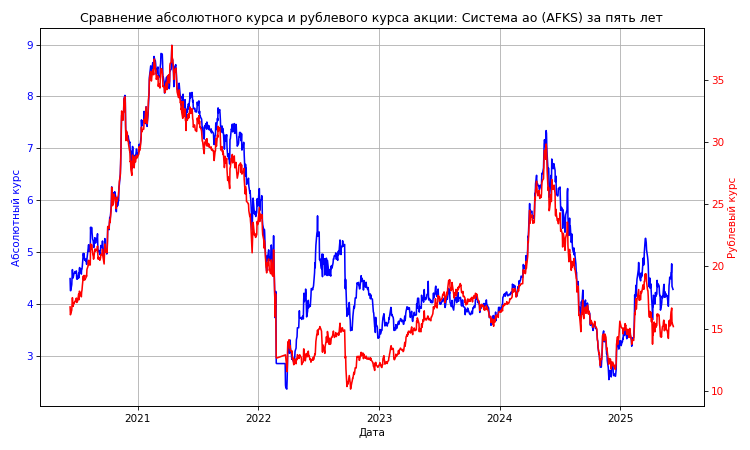 Сравнение абсолютного курса и рублевого курса акции: Система ао (AFKS) за пять лет
9
8
7
6
5
4
3
Абсолютный курс
35
30
25
20
15
10
Рублевый курс
2021 2022 2023 2024 2025
Дата